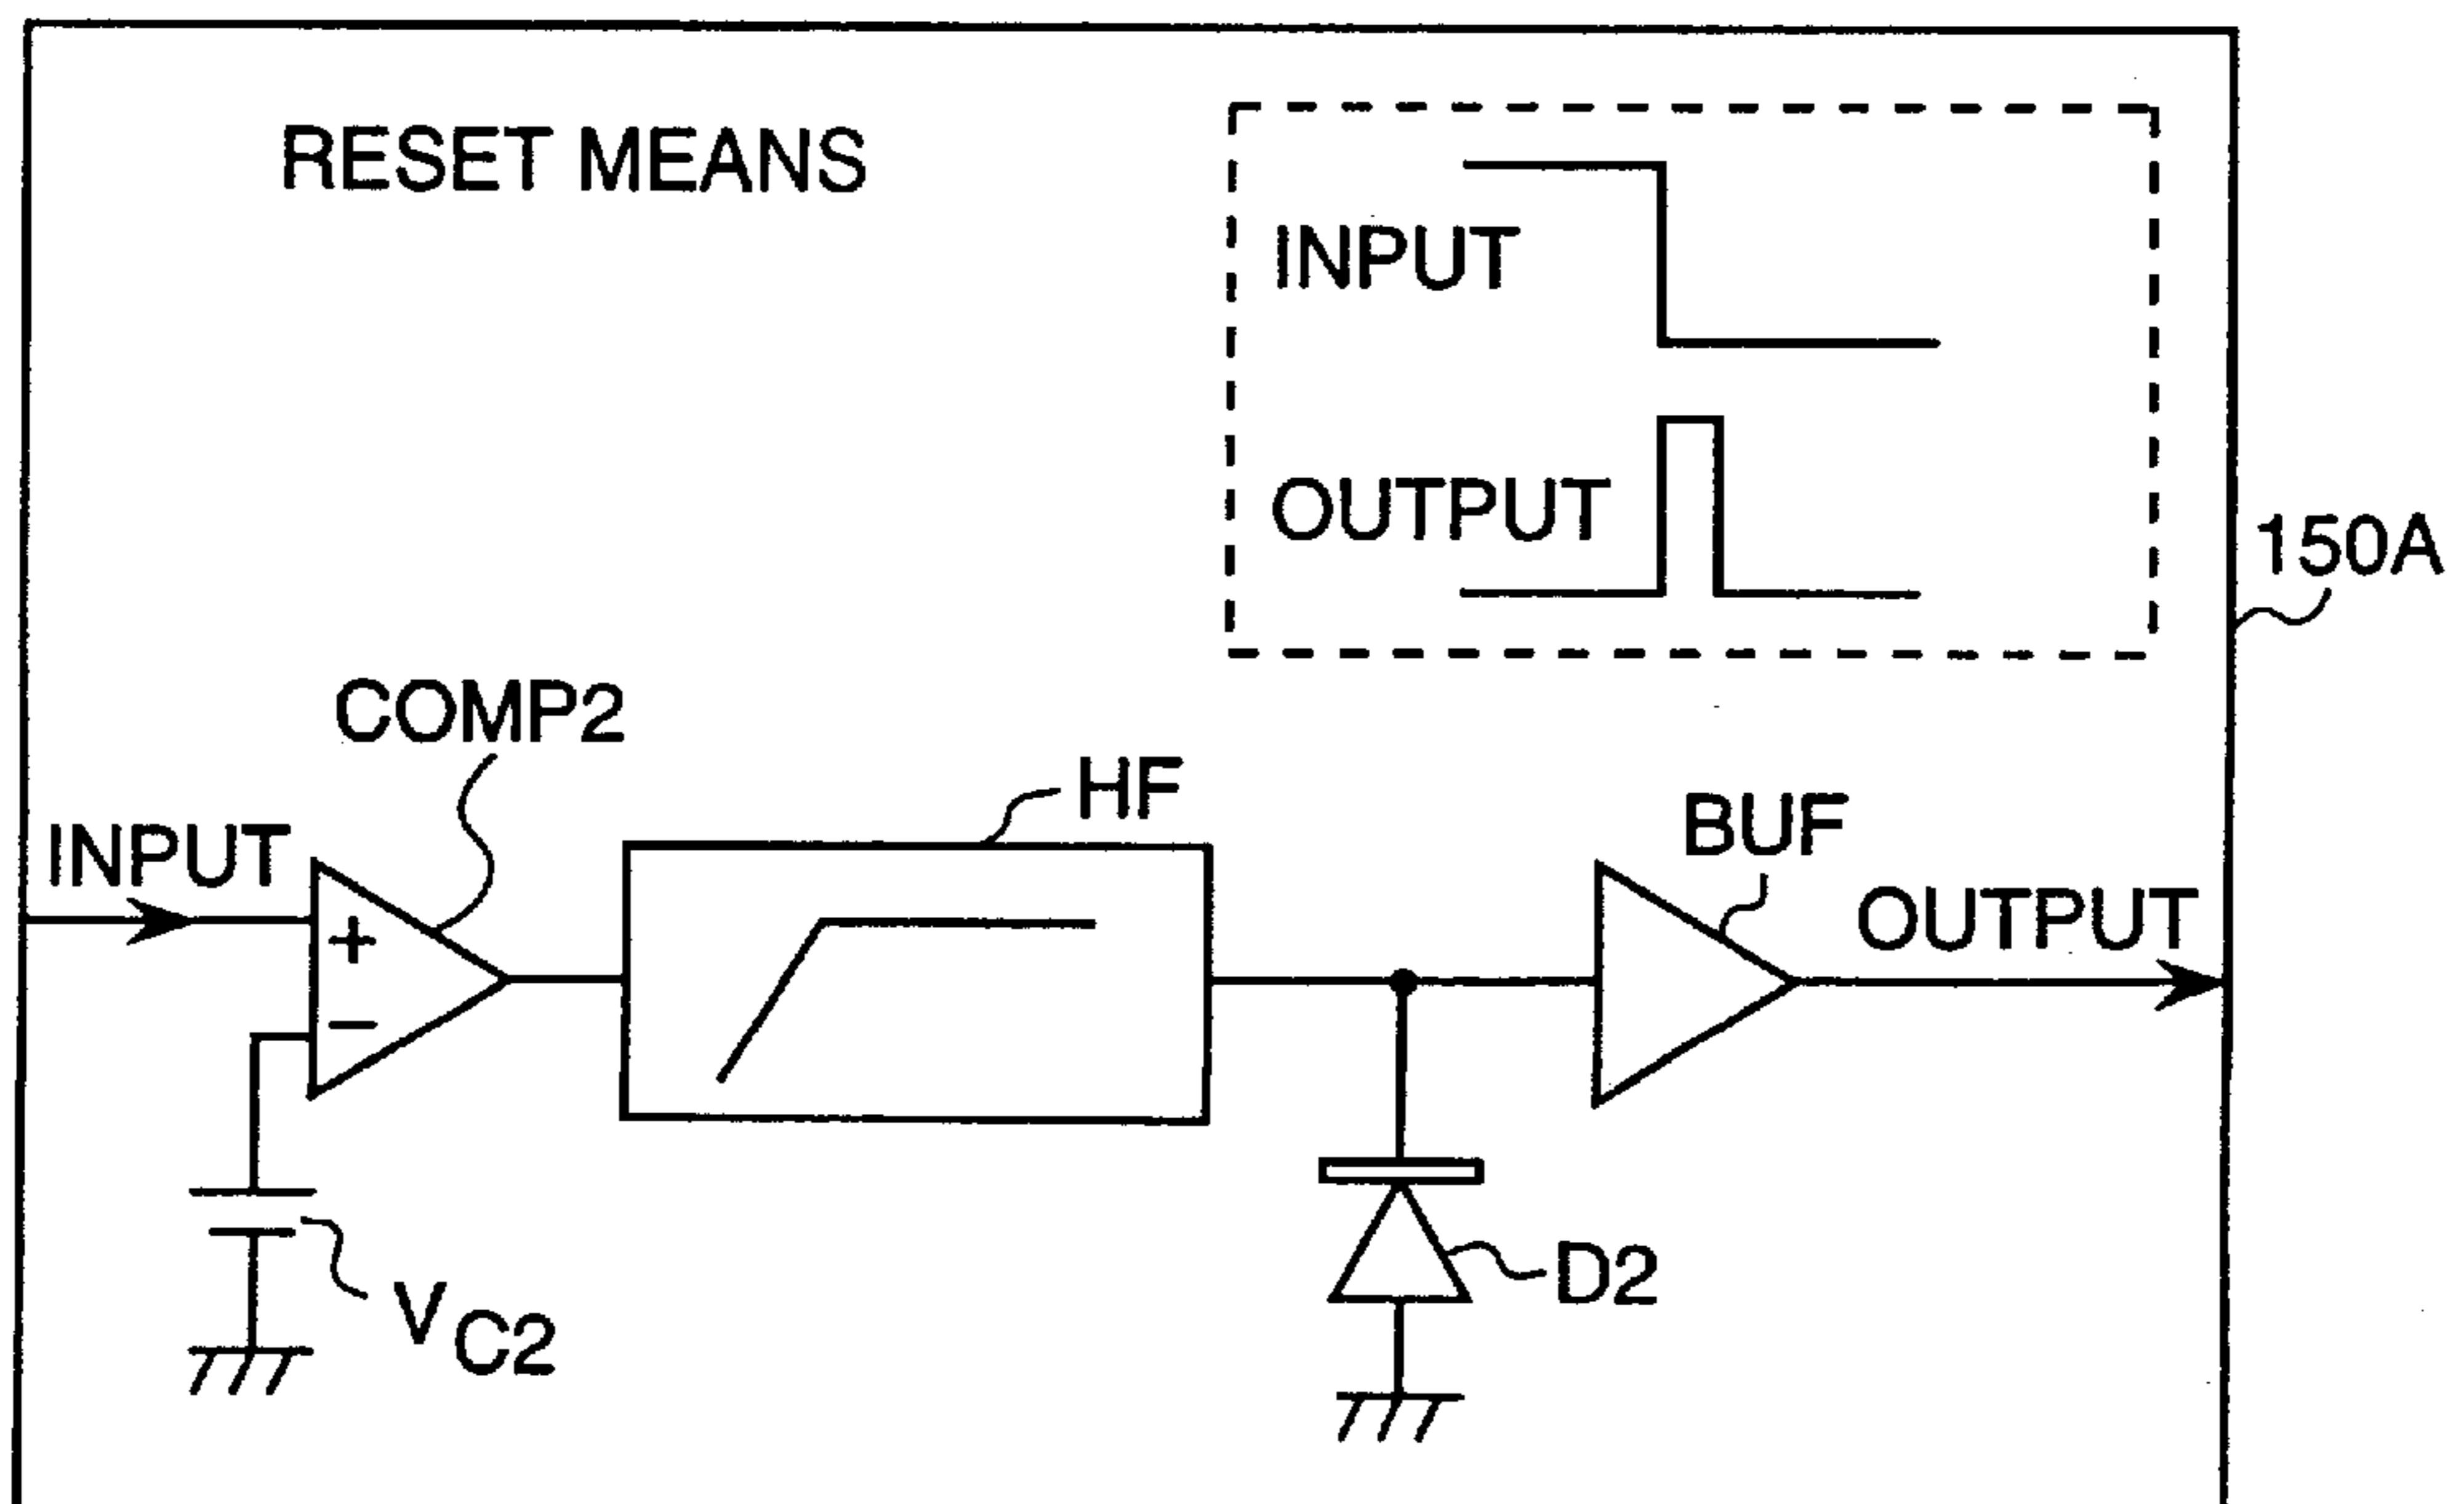 RESET MEANS
INPUT
OUTPUT
150A
COMP2
HF
BUF
INPUT
OUTPUT
+
−
VC2
D2